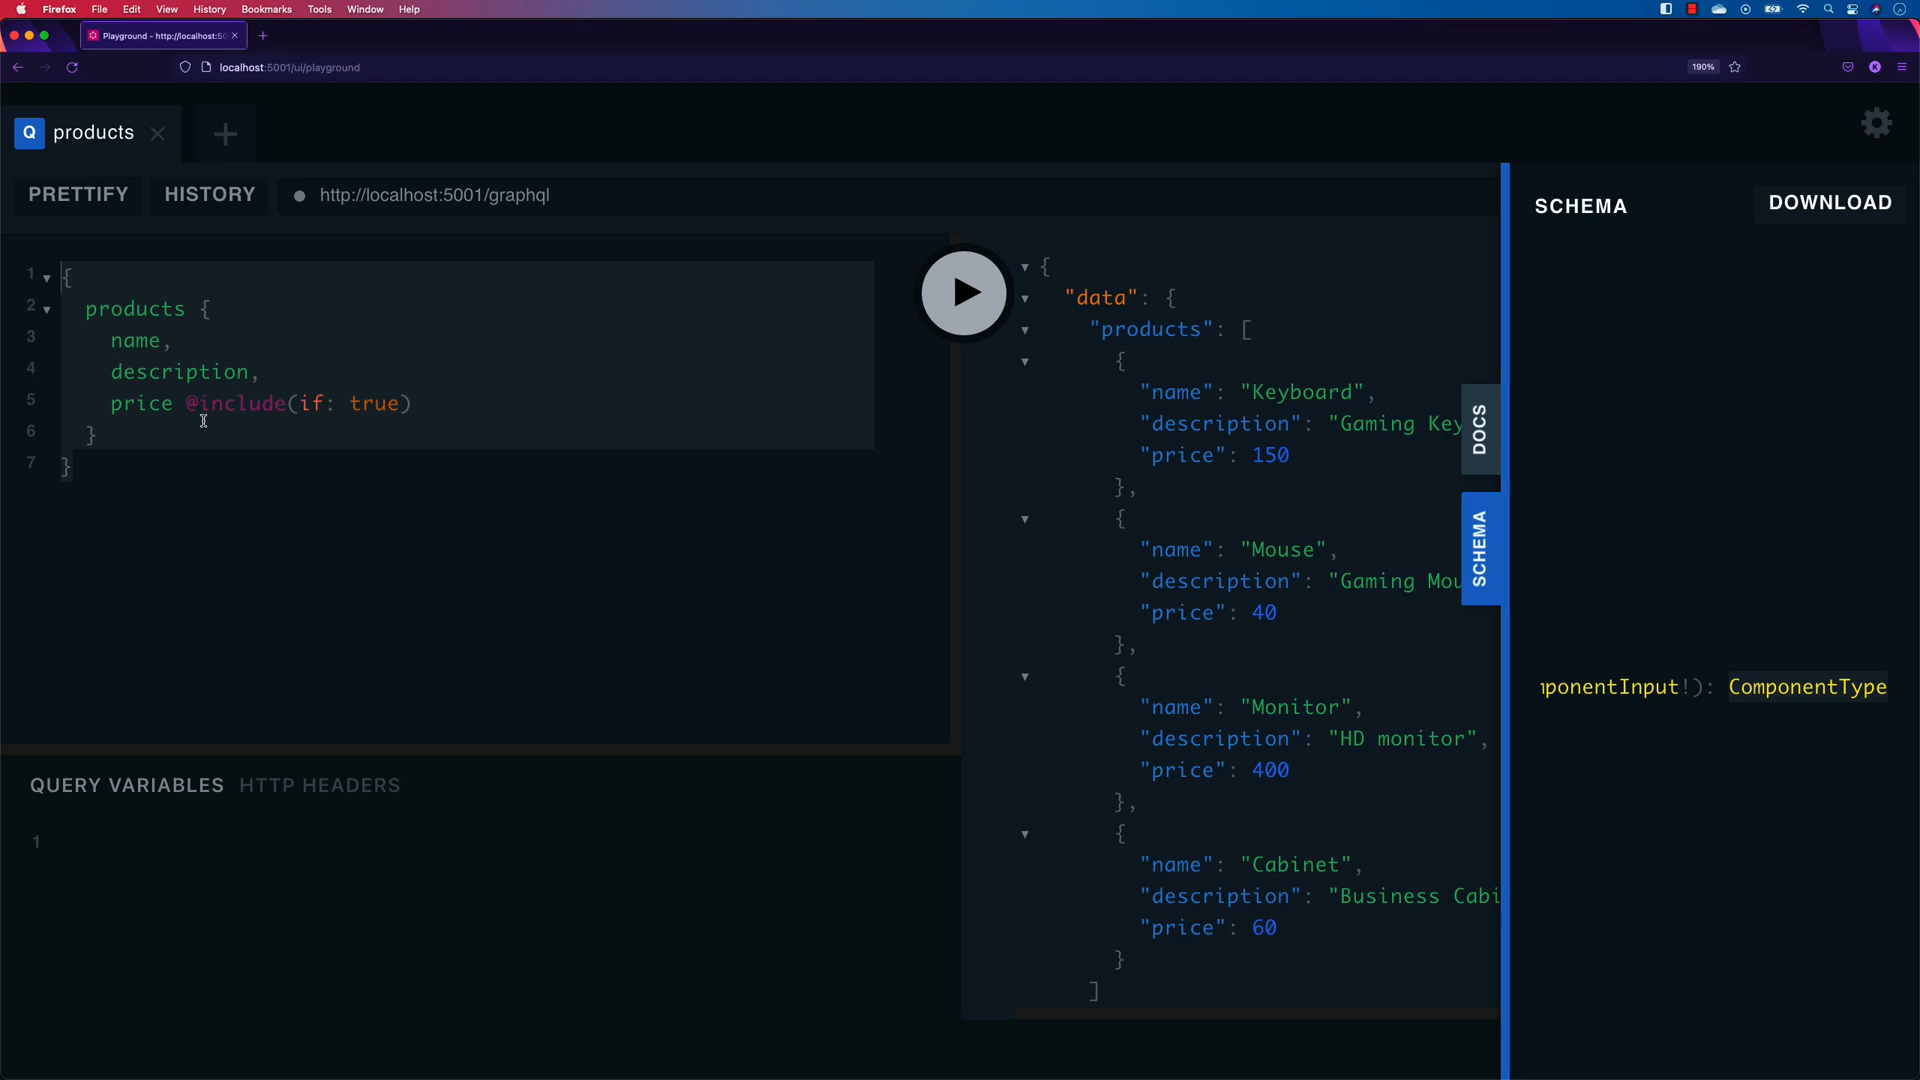 Firefox File Edit View History Bookmarks Tools Window Help
Playground - http://localhost:50
localhost:5001/ui/playground
190%
K
Q products
PRETTIFY HISTORY http://localhost:5001/graphql
SCHEMA DOWNLOAD
1 {
2 products {
3 name,
4 description,
5 price @include(if: true)
6 }
7 }
{
"data": {
"products": [
{
"name": "Keyboard",
"description": "Gaming Key
"price": 150
},
{
"name": "Mouse",
"description": "Gaming Mou
"price": 40
},
{
"name": "Monitor",
"description": "HD monitor",
"price": 400
},
{
"name": "Cabinet",
"description": "Business Cabi
"price": 60
}
]
DOCS
SCHEMA
ponentInput!): ComponentType
QUERY VARIABLES HTTP HEADERS
1